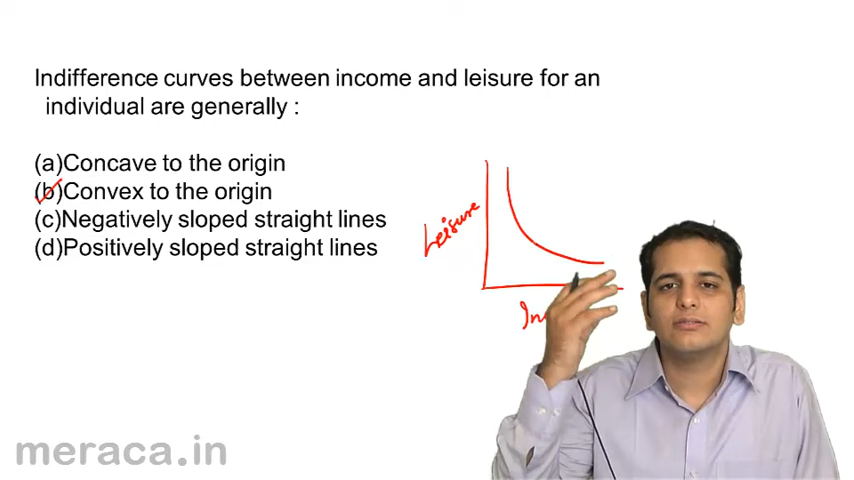 Indifference curves between income and leisure for an
individual are generally :
(a)Concave to the origin
(b)Convex to the origin
(c)Negatively sloped straight lines
(d)Positively sloped straight lines
Leisure
meraca.in